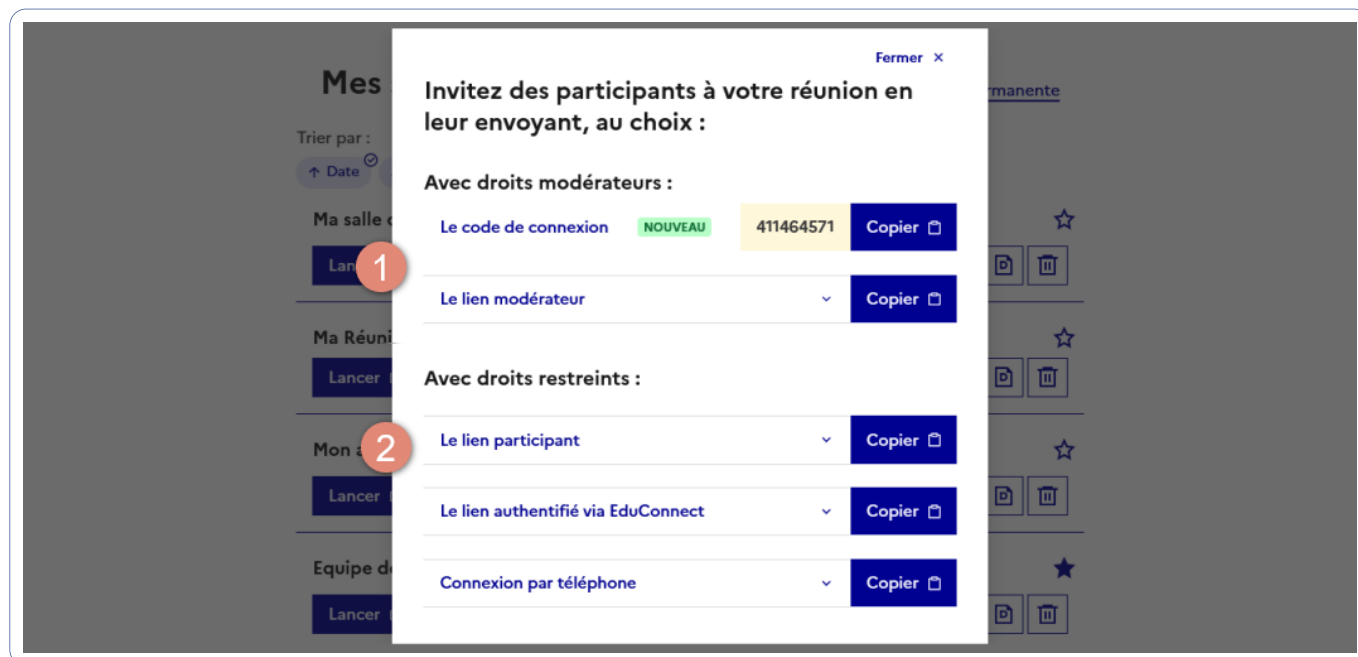 Fermer ×
Mes
Invitez des participants à votre réunion en
leur envoyant, au choix :
rmanente
Trier par :
↑ Date
Avec droits modérateurs :
Ma salle
Le code de connexion NOUVEAU 411464571 Copier
Lan
1
Le lien modérateur Copier
Ma Réuni
Lancer
Avec droits restreints :
2
Mon
Le lien participant Copier
Lancer
Le lien authentifié via EduConnect Copier
Equipe de
Connexion par téléphone Copier
Lancer